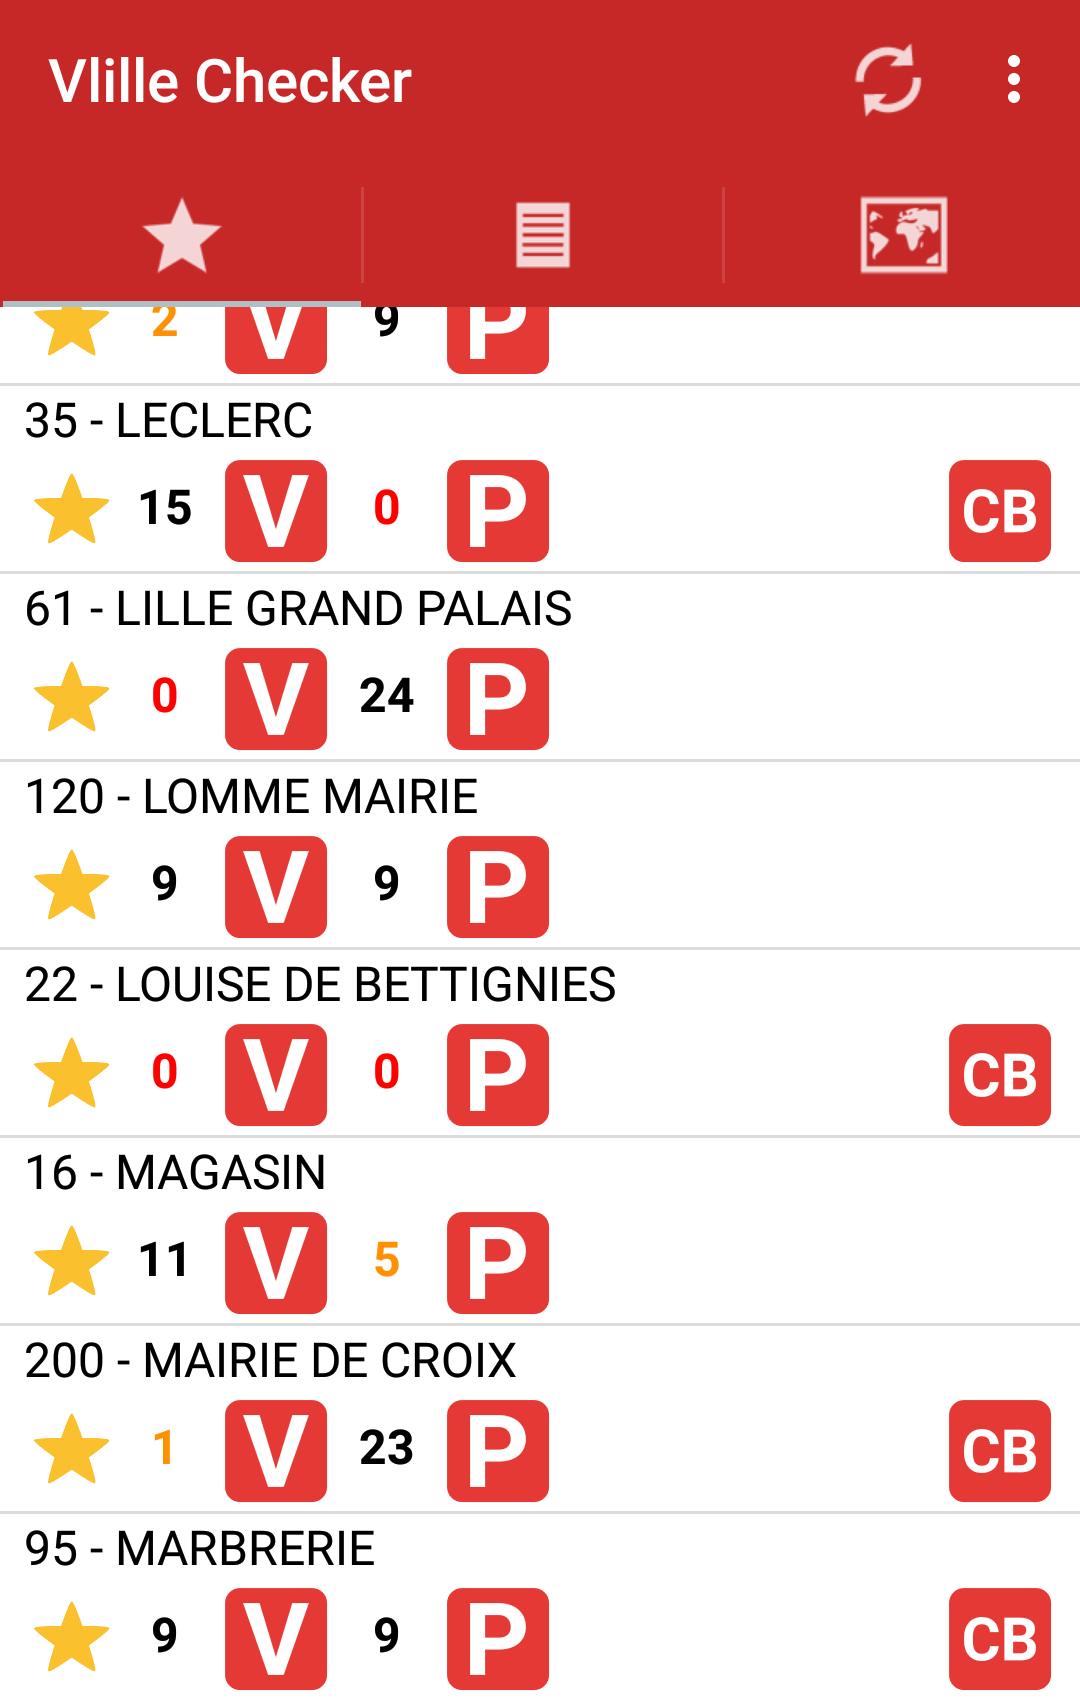 Vlille Checker
2 V 9 P
35 - LECLERC
15 V 0 P CB
61 - LILLE GRAND PALAIS
0 V 24 P
120 - LOMME MAIRIE
9 V 9 P
22 - LOUISE DE BETTIGNIES
0 V 0 P CB
16 - MAGASIN
11 V 5 P
200 - MAIRIE DE CROIX
1 V 23 P CB
95 - MARBRERIE
9 V 9 P CB